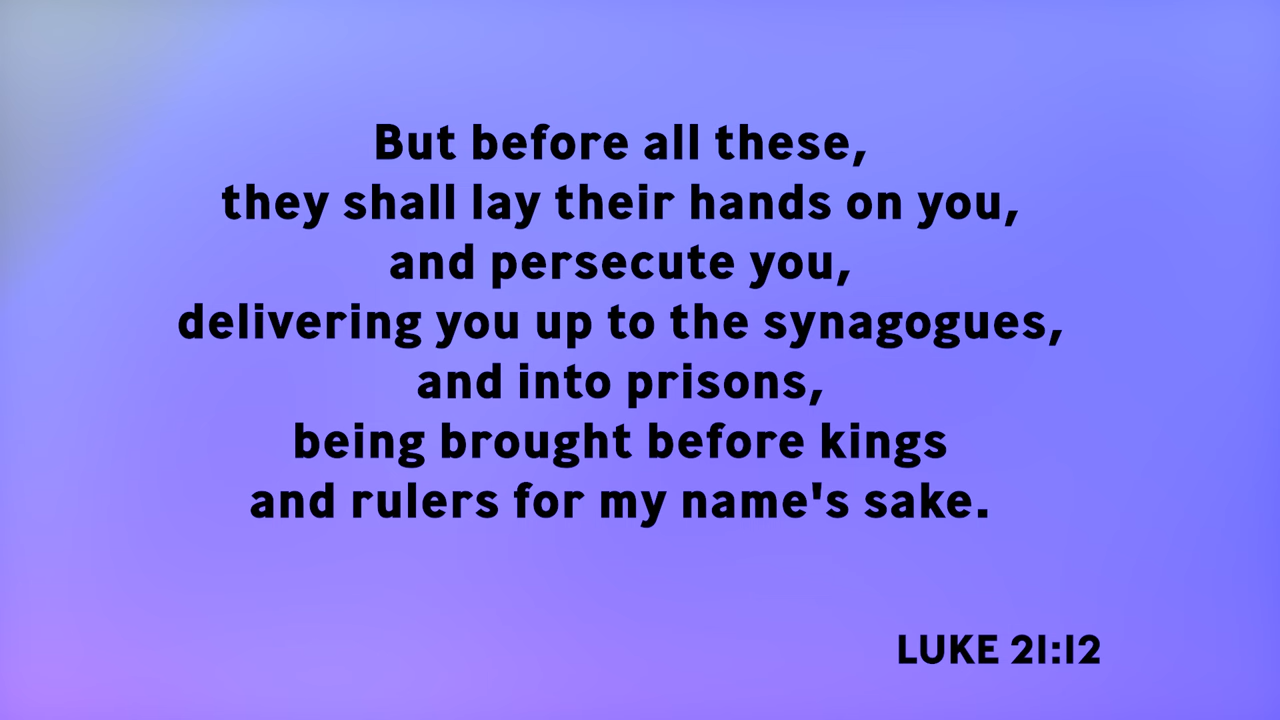 But before all these,
they shall lay their hands on you,
and persecute you,
delivering you up to the synagogues,
and into prisons,
being brought before kings
and rulers for my name's sake.
LUKE 21:12